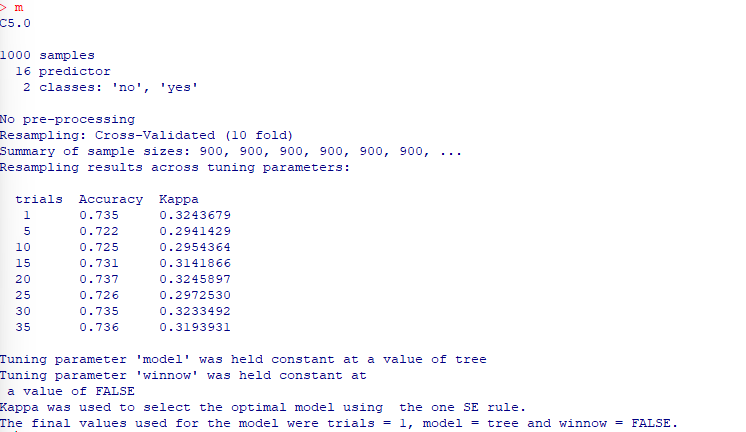 > m
C5.0

1000 samples
  16 predictor
   2 classes: 'no', 'yes'

No pre-processing
Resampling: Cross-Validated (10 fold)
Summary of sample sizes: 900, 900, 900, 900, 900, 900, ...
Resampling results across tuning parameters:

  trials  Accuracy  Kappa
   1      0.735     0.3243679
   5      0.722     0.2941429
  10      0.725     0.2954364
  15      0.731     0.3141866
  20      0.737     0.3245897
  25      0.726     0.2972530
  30      0.735     0.3233492
  35      0.736     0.3193931

Tuning parameter 'model' was held constant at a value of tree
Tuning parameter 'winnow' was held constant at
 a value of FALSE
Kappa was used to select the optimal model using  the one SE rule.
The final values used for the model were trials = 1, model = tree and winnow = FALSE.